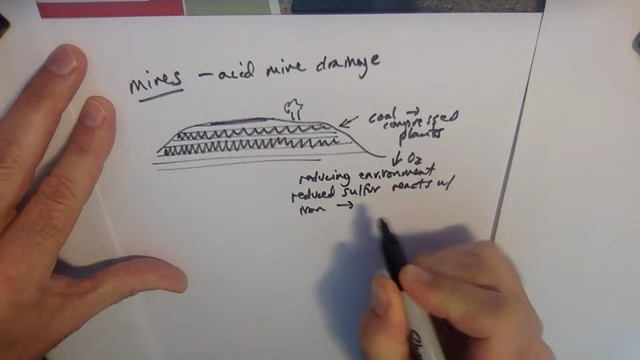 mines - acid mine drainage
coal → compressed
plants
↓ O2
reducing environment
reduced sulfur reacts w/
iron →